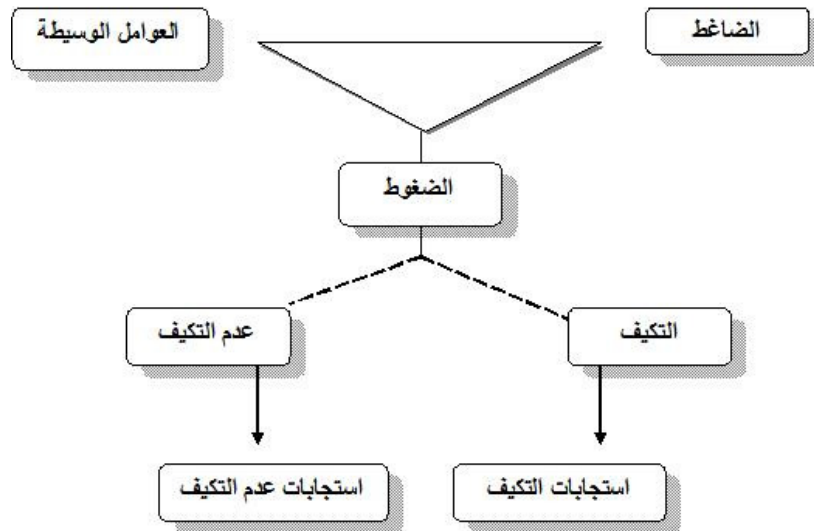 الضاغط
العوامل الوسيطة
الضغوط
التكيف
عدم التكيف
استجابات التكيف
استجابات عدم التكيف